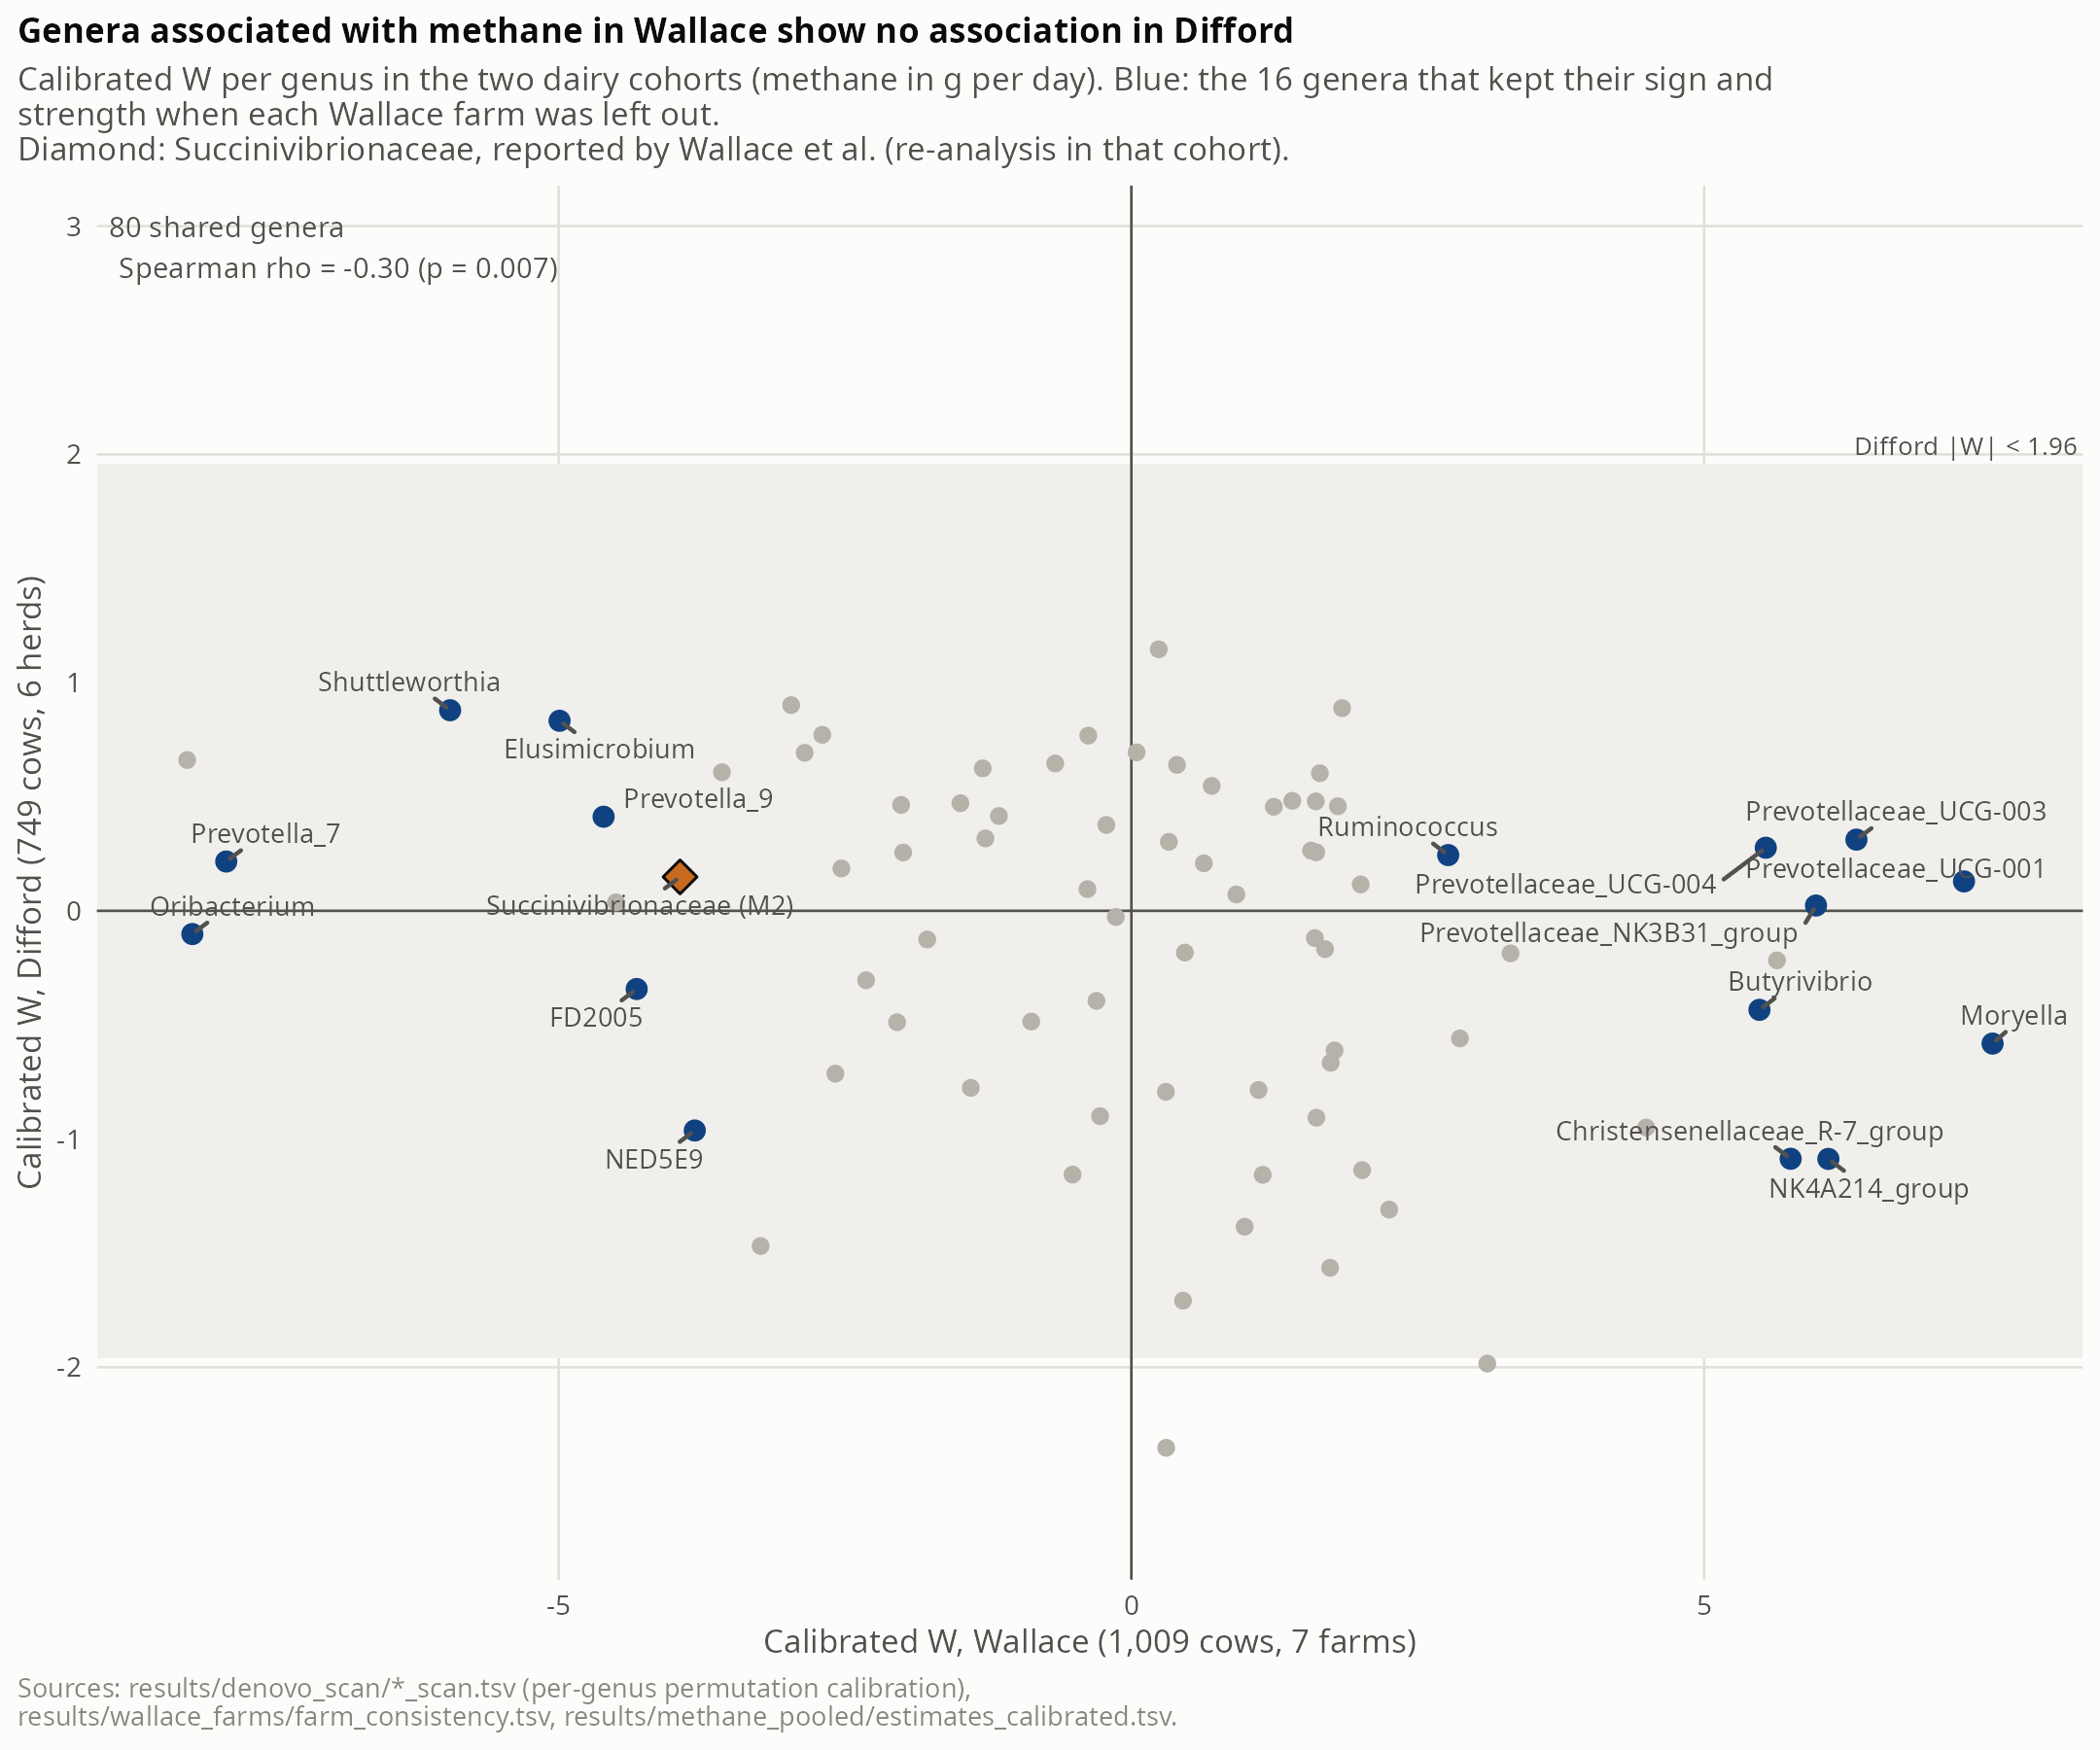 Genera associated with methane in Wallace show no association in Difford
Calibrated W per genus in the two dairy cohorts (methane in g per day). Blue: the 16 genera that kept their sign and
strength when each Wallace farm was left out.
Diamond: Succinivibrionaceae, reported by Wallace et al. (re-analysis in that cohort).
3
80 shared genera
Spearman rho = -0.30 (p = 0.007)
2
Difford |W| < 1.96
1
Shuttleworthia
Elusimicrobium
Prevotella_9
Prevotella_7
Ruminococcus
Prevotellaceae_UCG-003
Prevotellaceae_UCG-001
Prevotellaceae_UCG-004
0
Oribacterium
Succinivibrionaceae (M2)
Prevotellaceae_NK3B31_group
Butyrivibrio
Moryella
FD2005
-1
NED5E9
Christensenellaceae_R-7_group
NK4A214_group
-2
Calibrated W, Difford (749 cows, 6 herds)
-5
0
5
Calibrated W, Wallace (1,009 cows, 7 farms)
Sources: results/denovo_scan/*_scan.tsv (per-genus permutation calibration),
results/wallace_farms/farm_consistency.tsv, results/methane_pooled/estimates_calibrated.tsv.